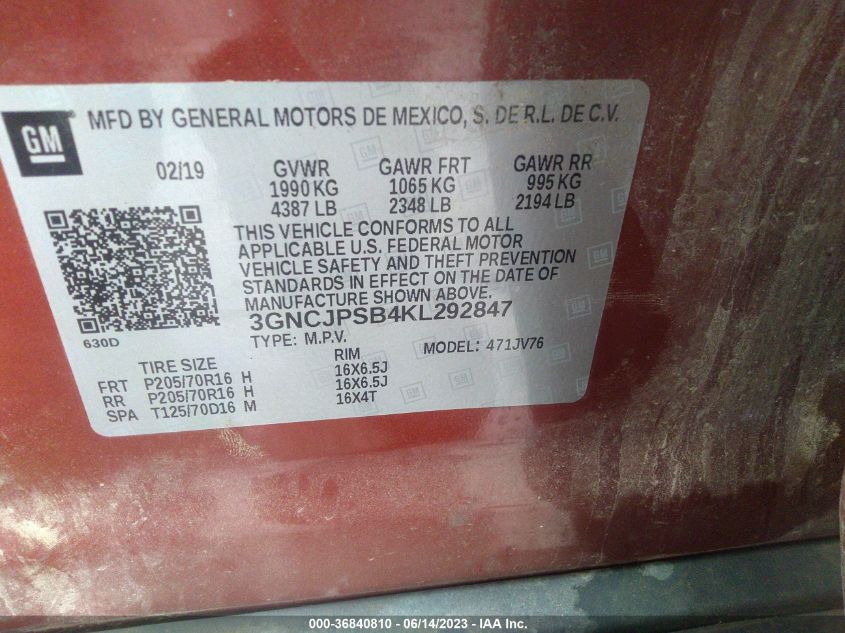 GM
MFD BY GENERAL MOTORS DE MEXICO, S. DE R.L. DE C.V.
02/19 GVWR GAWR FRT GAWR RR
1990 KG 1065 KG 995 KG
4387 LB 2348 LB 2194 LB
THIS VEHICLE CONFORMS TO ALL
APPLICABLE U.S. FEDERAL MOTOR
VEHICLE SAFETY AND THEFT PREVENTION
STANDARDS IN EFFECT ON THE DATE OF
MANUFACTURE SHOWN ABOVE.
3GNCJPSB4KL292847
630D TYPE: M.P.V. MODEL: 471JV76
TIRE SIZE RIM
FRT P205/70R16 H 16X6.5J
RR P205/70R16 H 16X6.5J
SPA T125/70D16 M 16X4T
000-36840810 - 06/14/2023 - IAA Inc.